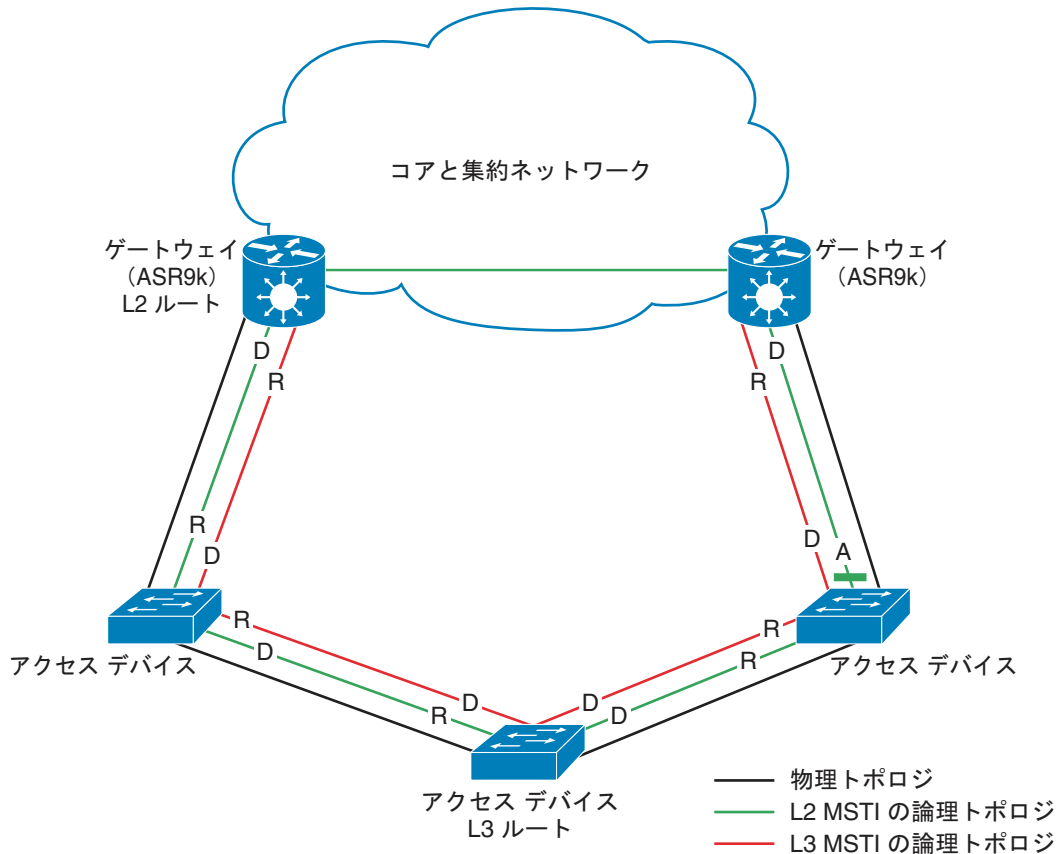 コアと集約ネットワーク
ゲートウェイ
（ASR9k）
L2 ルート
ゲートウェイ
（ASR9k）
D
R
D
R
R
D
D
A
R
D
R
D
R
R
D
D
アクセス デバイス
アクセス デバイス
アクセス デバイス
L3 ルート
物理トポロジ
L2 MSTI の論理トポロジ
L3 MSTI の論理トポロジ